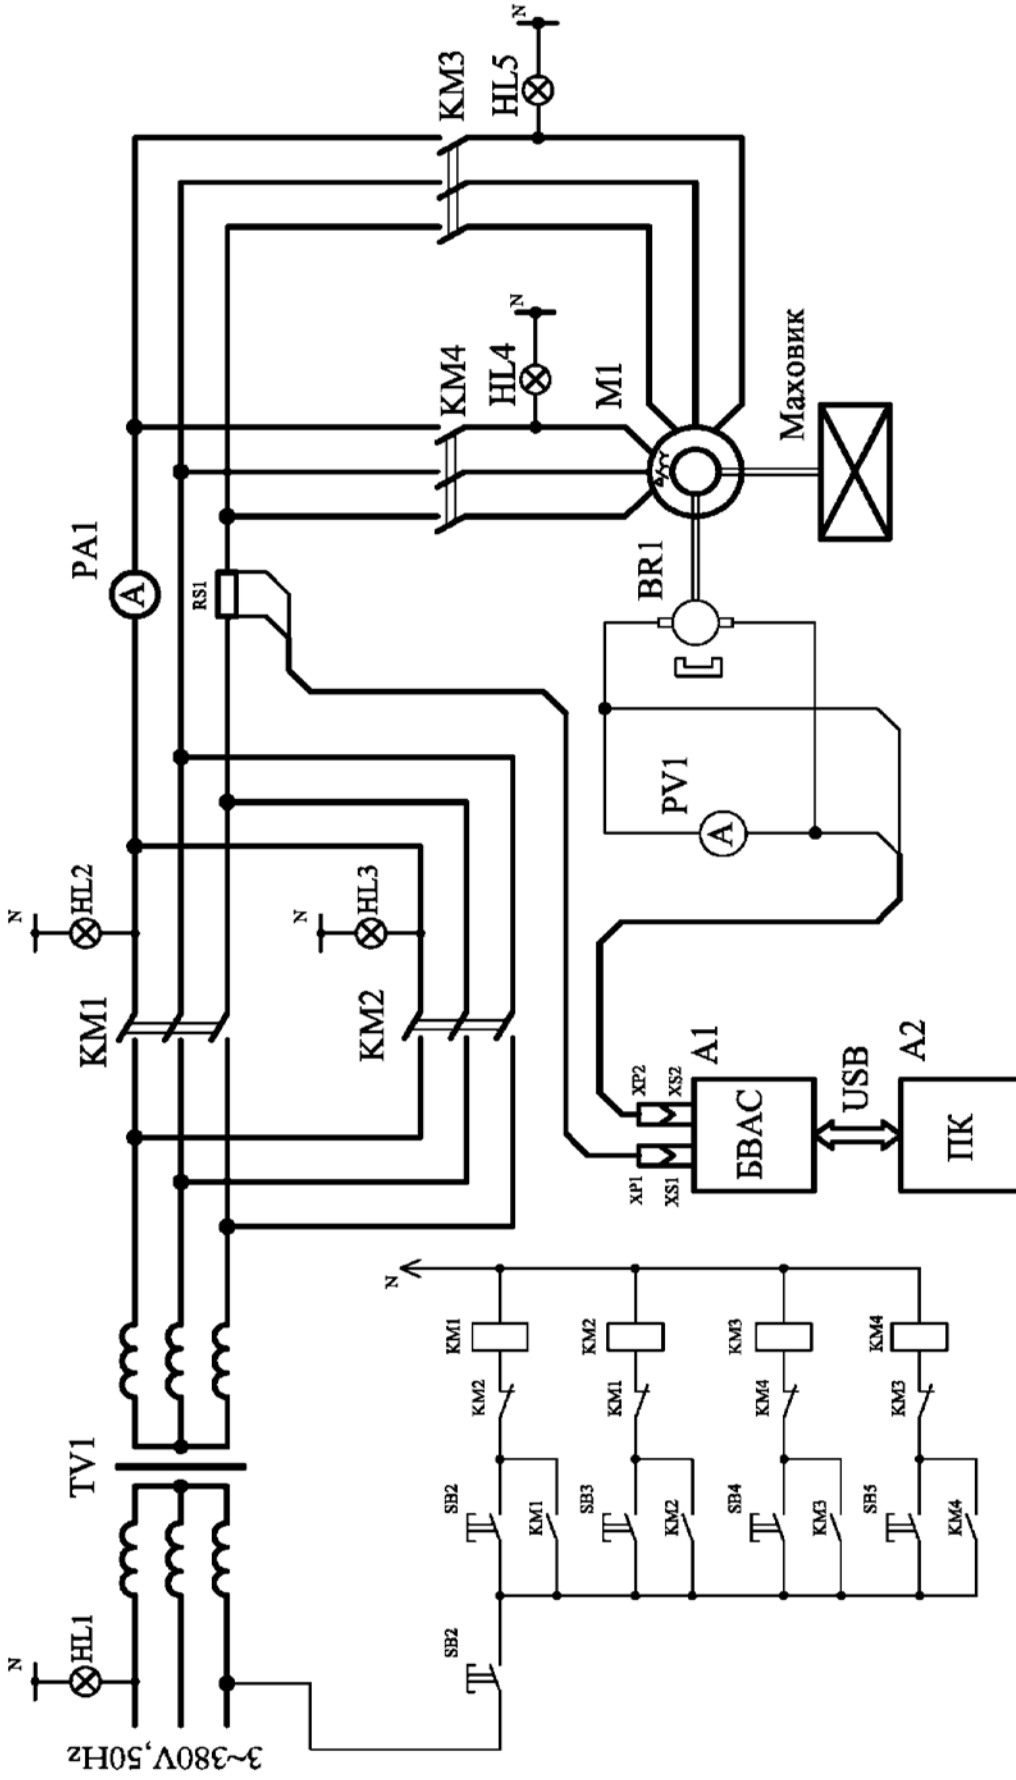 3~380V,50Hz
N
HL1
TV1
KM1
N
HL2
PA1
A
RS1
KM2
N
HL3
KM4
N
HL4
KM3
N
HL5
M1
Маховик
BR1
PV1
A
XP1
XS1
XP2
XS2
A1
БВАС
USB
A2
ПК
N
SB2
SB2
KM1
KM2
KM1
SB3
KM2
KM1
KM2
SB4
KM3
KM4
KM3
SB5
KM4
KM3
KM4